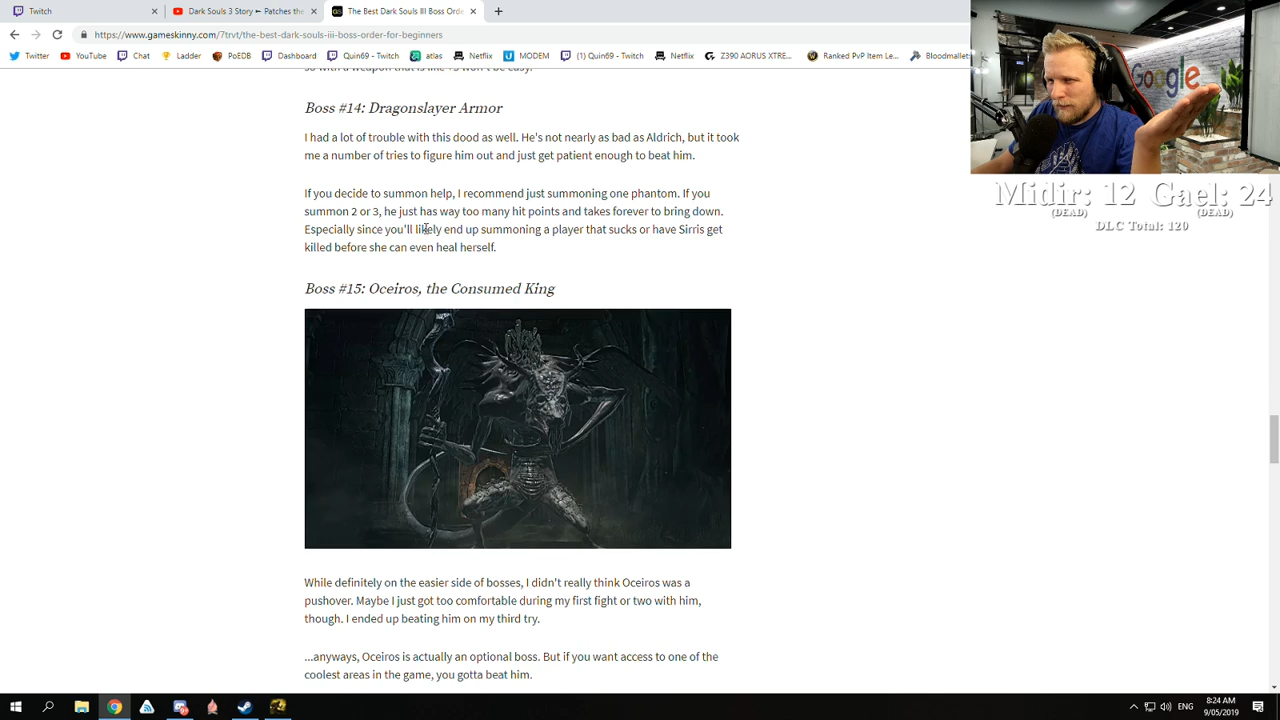 Twitch
Dark Souls 3 Story ► Patches the
The Best Dark Souls III Boss Orde
https://www.gameskinny.com/?trvt/the-best-dark-souls-iii-boss-order-for-beginners
Twitter YouTube Chat Ladder PoEDB Dashboard Quin69 - Twitch atlas Netflix MODEM (1) Quin69 - Twitch Netflix Z390 AORUS XTRE... Ranked PvP Item Le... Bloodmallet
Boss #14: Dragonslayer Armor
I had a lot of trouble with this dood as well. He's not nearly as bad as Aldrich, but it took
me a number of tries to figure him out and just get patient enough to beat him.
If you decide to summon help, I recommend just summoning one phantom. If you
summon 2 or 3, he just has way too many hit points and takes forever to bring down.
Especially since you'll likely end up summoning a player that sucks or have Sirris get
killed before she can even heal herself.
Boss #15: Oceiros, the Consumed King
While definitely on the easier side of bosses, I didn't really think Oceiros was a
pushover. Maybe I just got too comfortable during my first fight or two with him,
though. I ended up beating him on my third try.
...anyways, Oceiros is actually an optional boss. But if you want access to one of the
coolest areas in the game, you gotta beat him.
Google
Midir: 12 Gael: 24
(DEAD) (DEAD)
DLC Total: 120
ENG
8:24 AM
9/05/2019